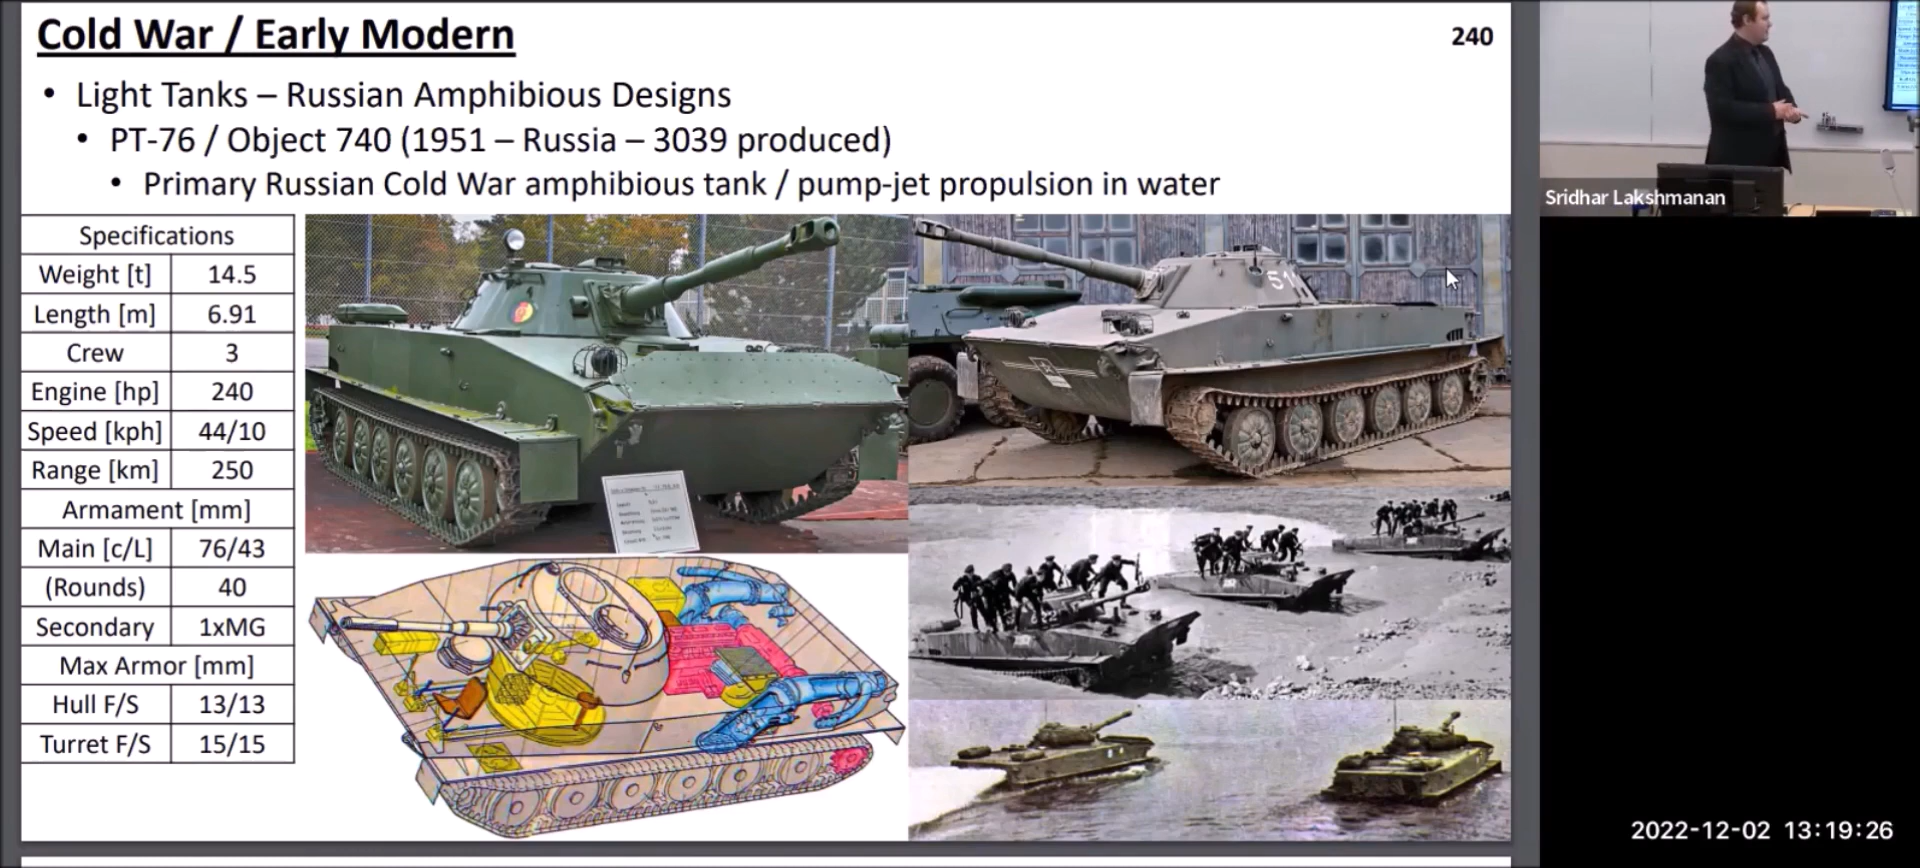 Cold War / Early Modern
240
• Light Tanks – Russian Amphibious Designs
• PT-76 / Object 740 (1951 – Russia – 3039 produced)
• Primary Russian Cold War amphibious tank / pump-jet propulsion in water
Specifications
Weight [t] 14.5
Length [m] 6.91
Crew 3
Engine [hp] 240
Speed [kph] 44/10
Range [km] 250
Armament [mm]
Main [c/L] 76/43
(Rounds) 40
Secondary 1xMG
Max Armor [mm]
Hull F/S 13/13
Turret F/S 15/15
Sridhar Lakshmanan
2022-12-02 13:19:26